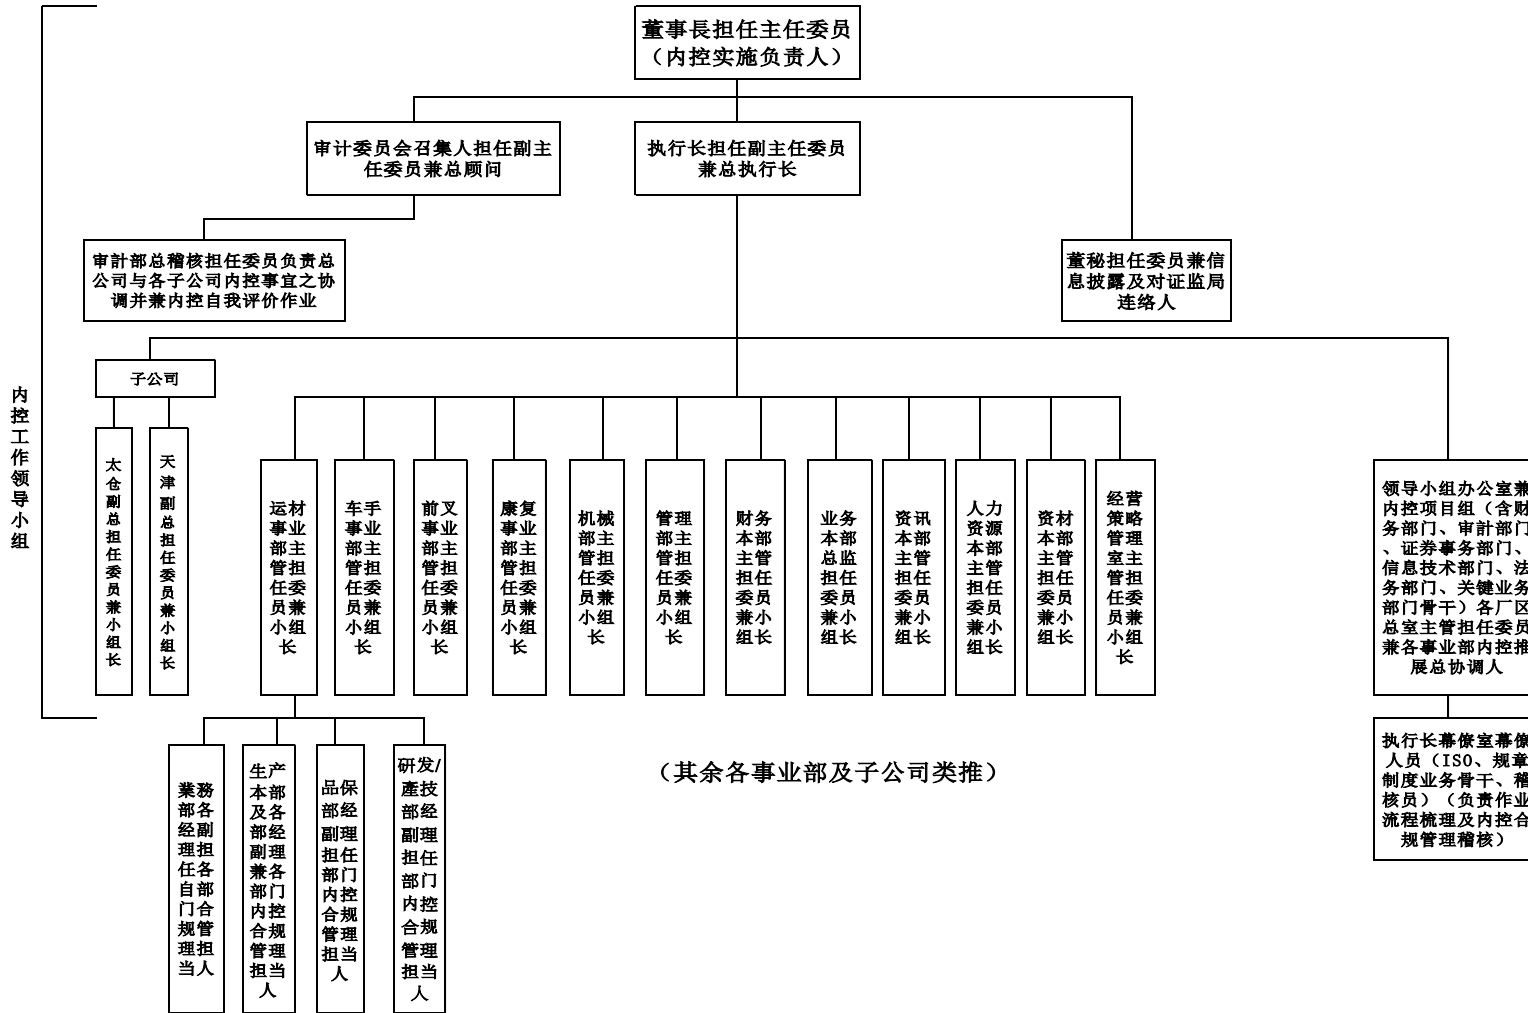 董事長担任主任委员
（内控实施负责人）
审计委员会召集人担任副主
任委员兼总顾问
执行长担任副主任委员
兼总执行长
审計部总稽核担任委员负责总
公司与各子公司内控事宜之协
调并兼内控自我评价作业
董秘担任委员兼信
息披露及对证监局
连络人
内控工作领导小组
子公司
太仓副总担任委员兼小组长
天津副总担任委员兼小组长
运材
事业
部主
管担
任委
员兼
小组
长
车手
事业
部主
管担
任委
员兼
小组
长
前叉
事业
部主
管担
任委
员兼
小组
长
康复
事业
部主
管担
任委
员兼
小组
长
机械
部主
管担
任委
员兼
小组
长
管理
部主
管担
任委
员兼
小组
长
财务
本部
主管
担任
委员
兼小
组长
业务
本部
总监
担任
委员
兼小
组长
资讯
本部
主管
担任
委员
兼小
组长
人力
资源
本部
主管
担任
委员
兼小
组长
资材
本部
主管
担任
委员
兼小
组长
经营
策略
管理
室主
管担
任委
员兼
小组
长
领导小组办公室兼
内控项目组（含财
务部门、审計部门
、证券事务部门、
信息技术部门、法
务部门、关键业务
部门骨干）各厂区
总室主管担任委员
兼各事业部内控推
展总协调人
業務
部各
经副
理担
任各
自部
门合
规管
理担
当人
生产
本部
及各
部经
副理
兼各
部门
内控
合规
管理
担当
人
品保
部经
副理
担任
部门
内控
合规
管理
担当
人
研发/
產技
部经
副理
担任
部门
内控
合规
管理
担当
人
（其余各事业部及子公司类推）
执行长幕僚室幕僚
人员（ISO、规章
制度业务骨干、稽
核员）（负责作业
流程梳理及内控合
规管理稽核）